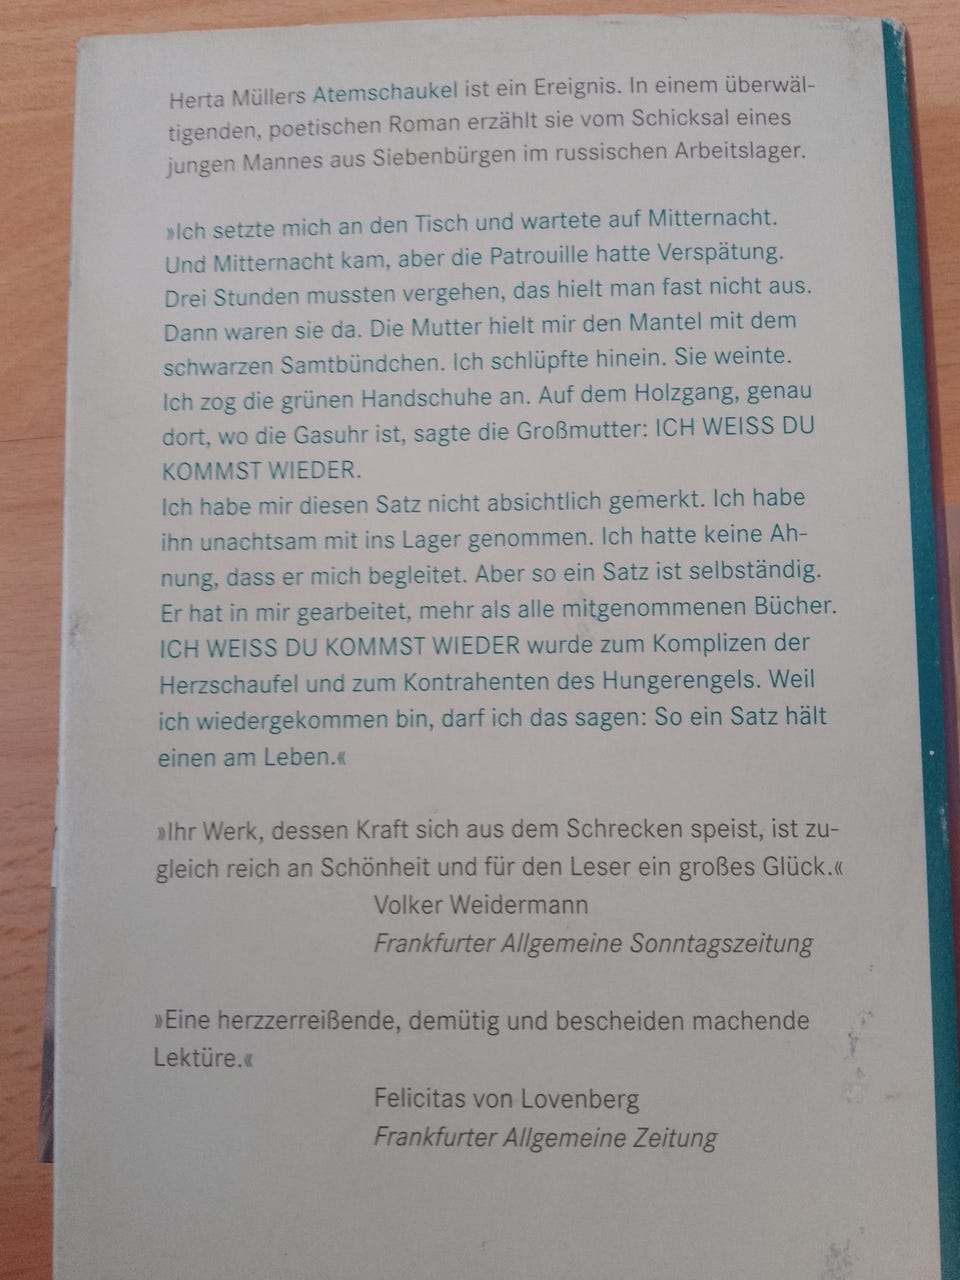 Herta Müllers Atemschaukel ist ein Ereignis. In einem überwäl-
tigenden, poetischen Roman erzählt sie vom Schicksal eines
jungen Mannes aus Siebenbürgen im russischen Arbeitslager.
»Ich setzte mich an den Tisch und wartete auf Mitternacht.
Und Mitternacht kam, aber die Patrouille hatte Verspätung.
Drei Stunden mussten vergehen, das hielt man fast nicht aus.
Dann waren sie da. Die Mutter hielt mir den Mantel mit dem
schwarzen Samtbündchen. Ich schlüpfte hinein. Sie weinte.
Ich zog die grünen Handschuhe an. Auf dem Holzgang, genau
dort, wo die Gasuhr ist, sagte die Großmutter: ICH WEISS DU
KOMMST WIEDER.
Ich habe mir diesen Satz nicht absichtlich gemerkt. Ich habe
ihn unachtsam mit ins Lager genommen. Ich hatte keine Ah-
nung, dass er mich begleitet. Aber so ein Satz ist selbständig.
Er hat in mir gearbeitet, mehr als alle mitgenommenen Bücher.
ICH WEISS DU KOMMST WIEDER wurde zum Komplizen der
Herzschaufel und zum Kontrahenten des Hungerengels. Weil
ich wiedergekommen bin, darf ich das sagen: So ein Satz hält
einen am Leben.«
»Ihr Werk, dessen Kraft sich aus dem Schrecken speist, ist zu-
gleich reich an Schönheit und für den Leser ein großes Glück.«
Volker Weidermann
Frankfurter Allgemeine Sonntagszeitung
»Eine herzzerreißende, demütig und bescheiden machende
Lektüre.«
Felicitas von Lovenberg
Frankfurter Allgemeine Zeitung